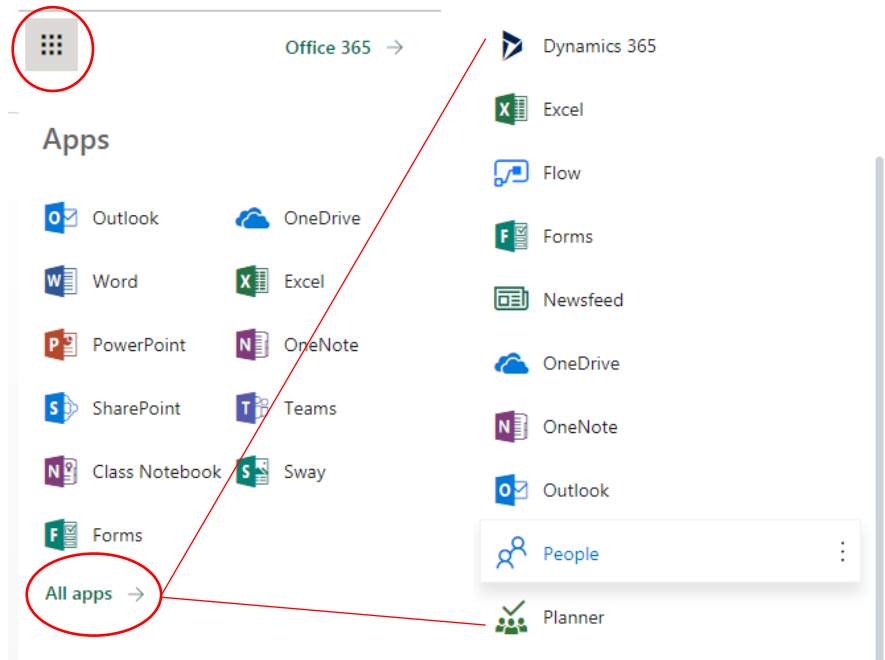 Office 365 →
Apps
Outlook
OneDrive
Word
Excel
PowerPoint
OneNote
SharePoint
Teams
Class Notebook
Sway
Forms
All apps →
Dynamics 365
Excel
Flow
Forms
Newsfeed
OneDrive
OneNote
Outlook
People
Planner